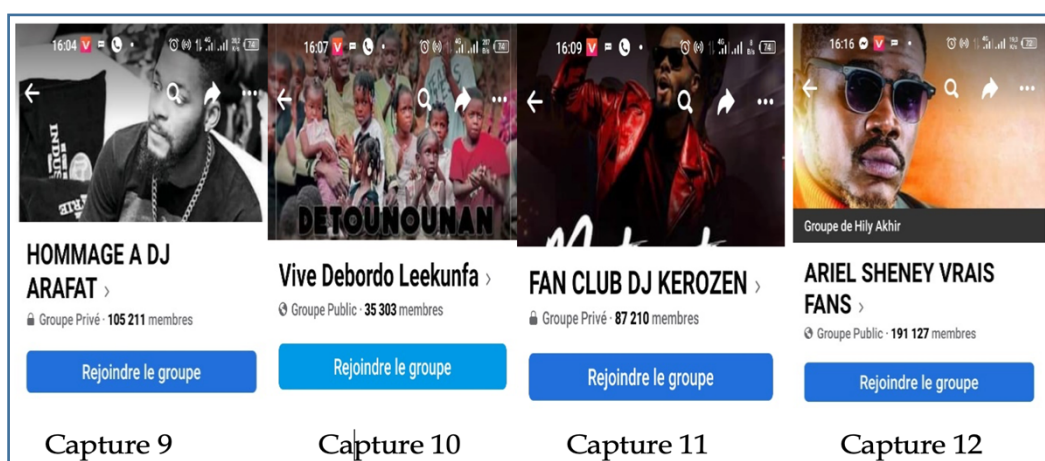 16:04
HOMMAGE A DJ
ARAFAT >
Groupe Privé · 105 211 membres
Rejoindre le groupe
Capture 9
16:07
DETOUNOUNAN
Vive Debordo Leekunfa >
Groupe Public · 35 303 membres
Rejoindre le groupe
Capture 10
16:09
FAN CLUB DJ KEROZEN >
Groupe Privé · 87 210 membres
Rejoindre le groupe
Capture 11
16:16
Groupe de Hily Akhir
ARIEL SHENEY VRAIS
FANS >
Groupe Public · 191 127 membres
Rejoindre le groupe
Capture 12